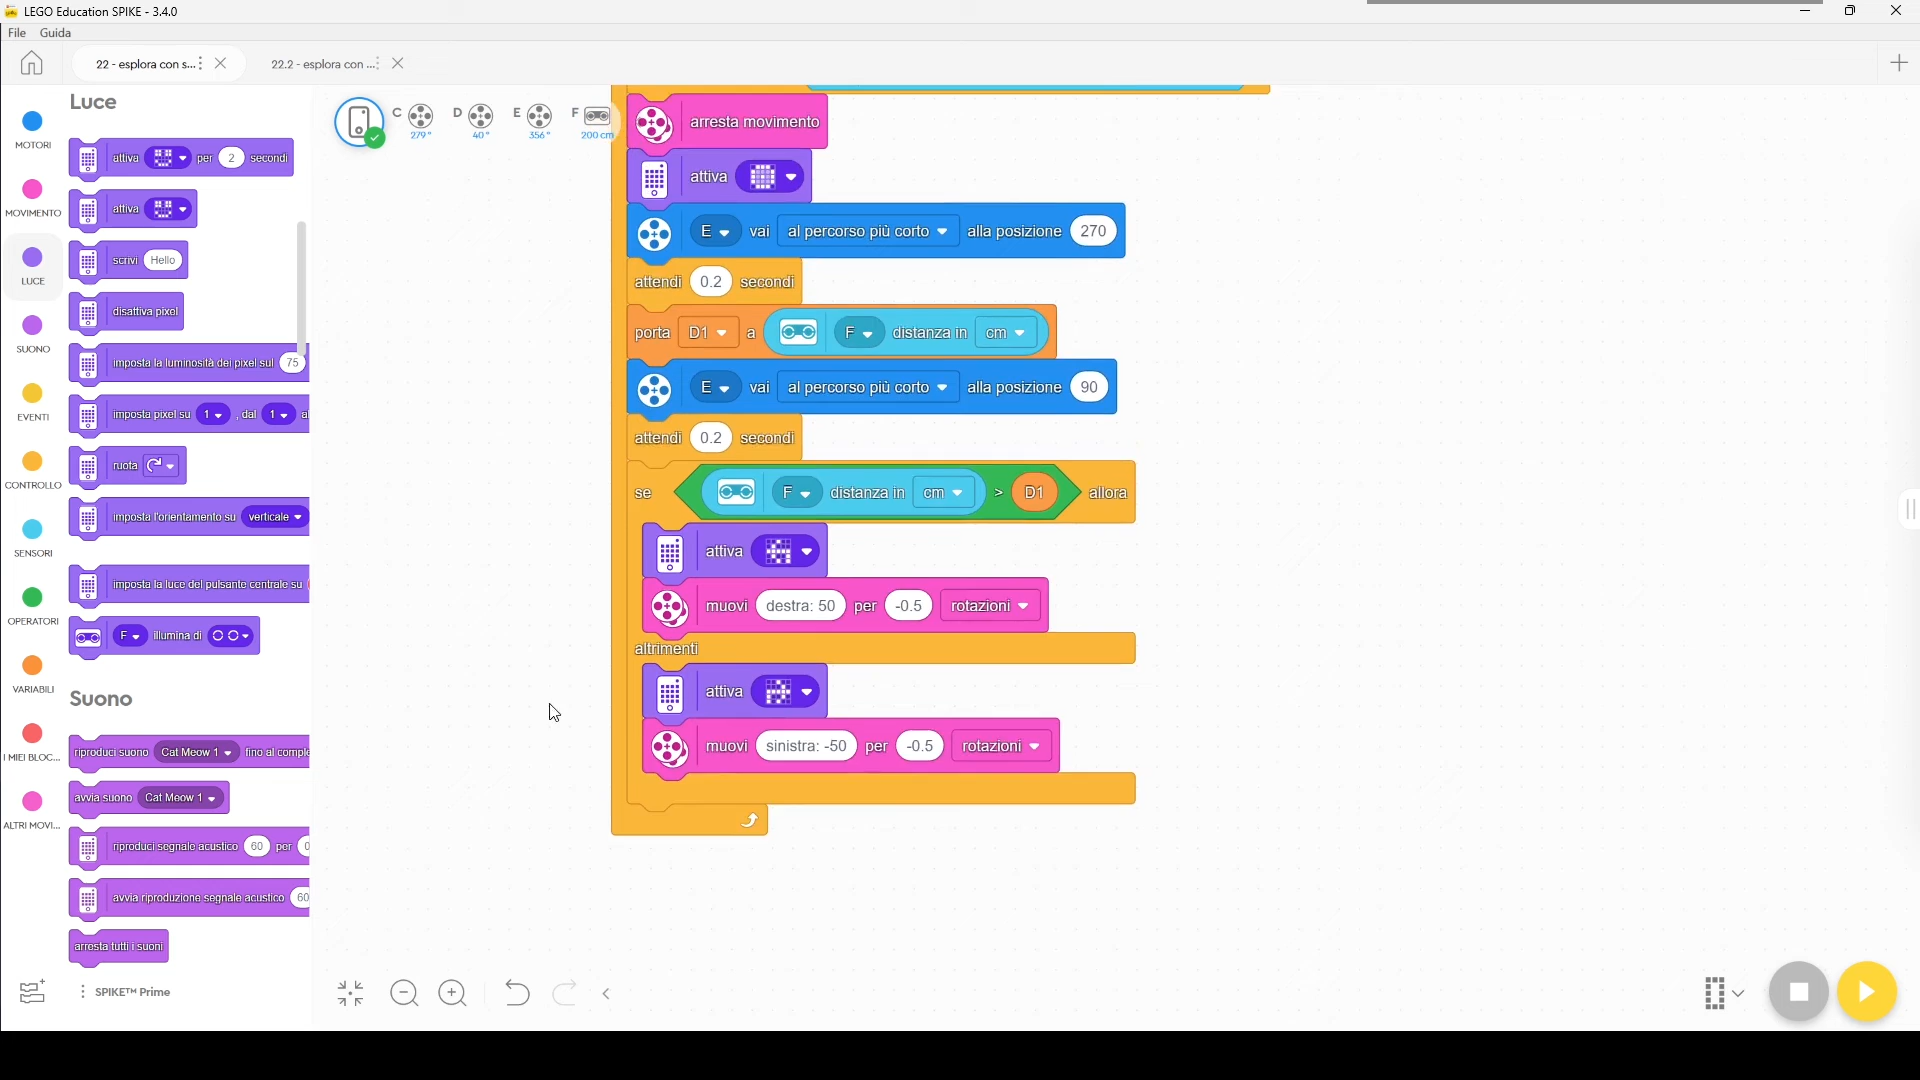 LEGO Education SPIKE - 3.4.0
File Guida
22 - esplora con s...
22.2 - esplora con ...
MOTORI
MOVIMENTO
LUCE
SUONO
EVENTI
CONTROLLO
SENSORI
OPERATORI
VARIABILI
I MIEI BLOC...
ALTRI MOVI...
Luce
attiva per 2 secondi
attiva
scrivi Hello
disattiva pixel
imposta la luminosità dei pixel sul 75
imposta pixel su 1 , dal 1
ruota
imposta l'orientamento su verticale
imposta la luce del pulsante centrale su
F illumina di
Suono
riproduci suono Cat Meow 1 fino al comple
avvia suono Cat Meow 1
riproduci segnale acustico 60 per
avvia riproduzione segnale acustico 60
arresta tutti i suoni
SPIKE™ Prime
C 279°
D 40°
E 356°
F 200 cm
arresta movimento
attiva
E vai al percorso più corto alla posizione 270
attendi 0.2 secondi
porta D1 a F distanza in cm
E vai al percorso più corto alla posizione 90
attendi 0.2 secondi
se F distanza in cm > D1 allora
attiva
muovi destra: 50 per -0.5 rotazioni
altrimenti
attiva
muovi sinistra: -50 per -0.5 rotazioni